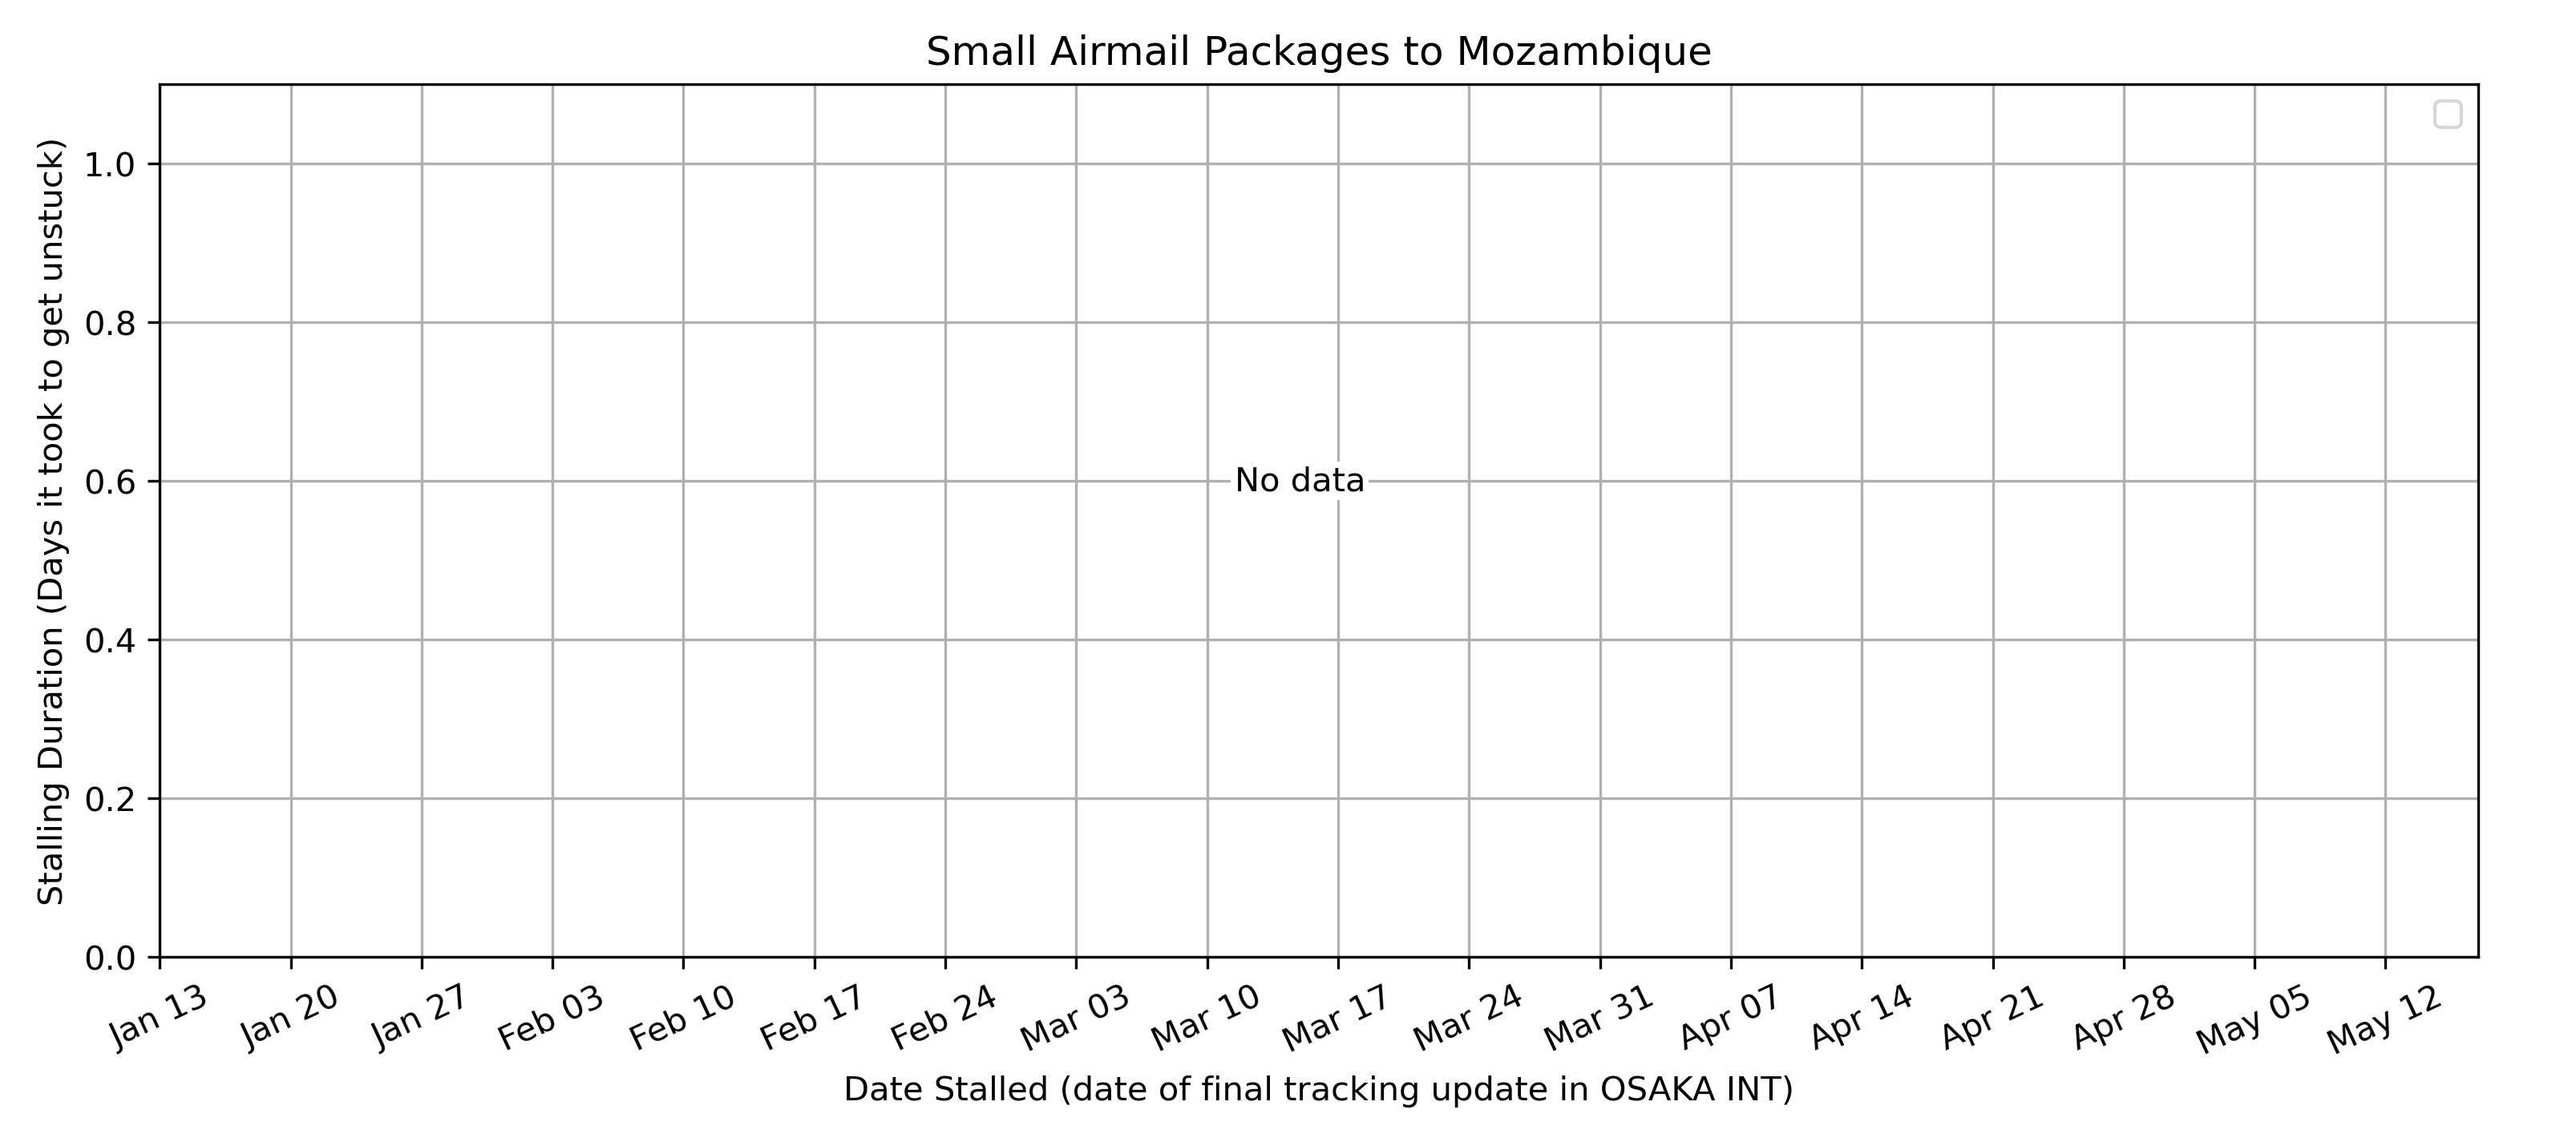 Small Airmail Packages to Mozambique
Stalling Duration (Days it took to get unstuck)
1.0
0.8
0.6
0.4
0.2
0.0
No data
Jan 13 Jan 20 Jan 27 Feb 03 Feb 10 Feb 17 Feb 24 Mar 03 Mar 10 Mar 17 Mar 24 Mar 31 Apr 07 Apr 14 Apr 21 Apr 28 May 05 May 12
Date Stalled (date of final tracking update in OSAKA INT)